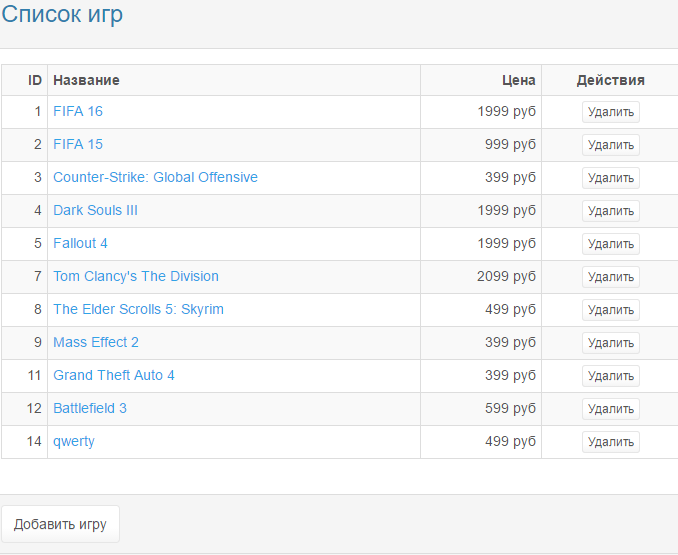 Список игр
ID Название Цена Действия
1 FIFA 16 1999 руб Удалить
2 FIFA 15 999 руб Удалить
3 Counter-Strike: Global Offensive 399 руб Удалить
4 Dark Souls III 1999 руб Удалить
5 Fallout 4 1999 руб Удалить
7 Tom Clancy's The Division 2099 руб Удалить
8 The Elder Scrolls 5: Skyrim 499 руб Удалить
9 Mass Effect 2 399 руб Удалить
11 Grand Theft Auto 4 399 руб Удалить
12 Battlefield 3 599 руб Удалить
14 qwerty 499 руб Удалить
Добавить игру